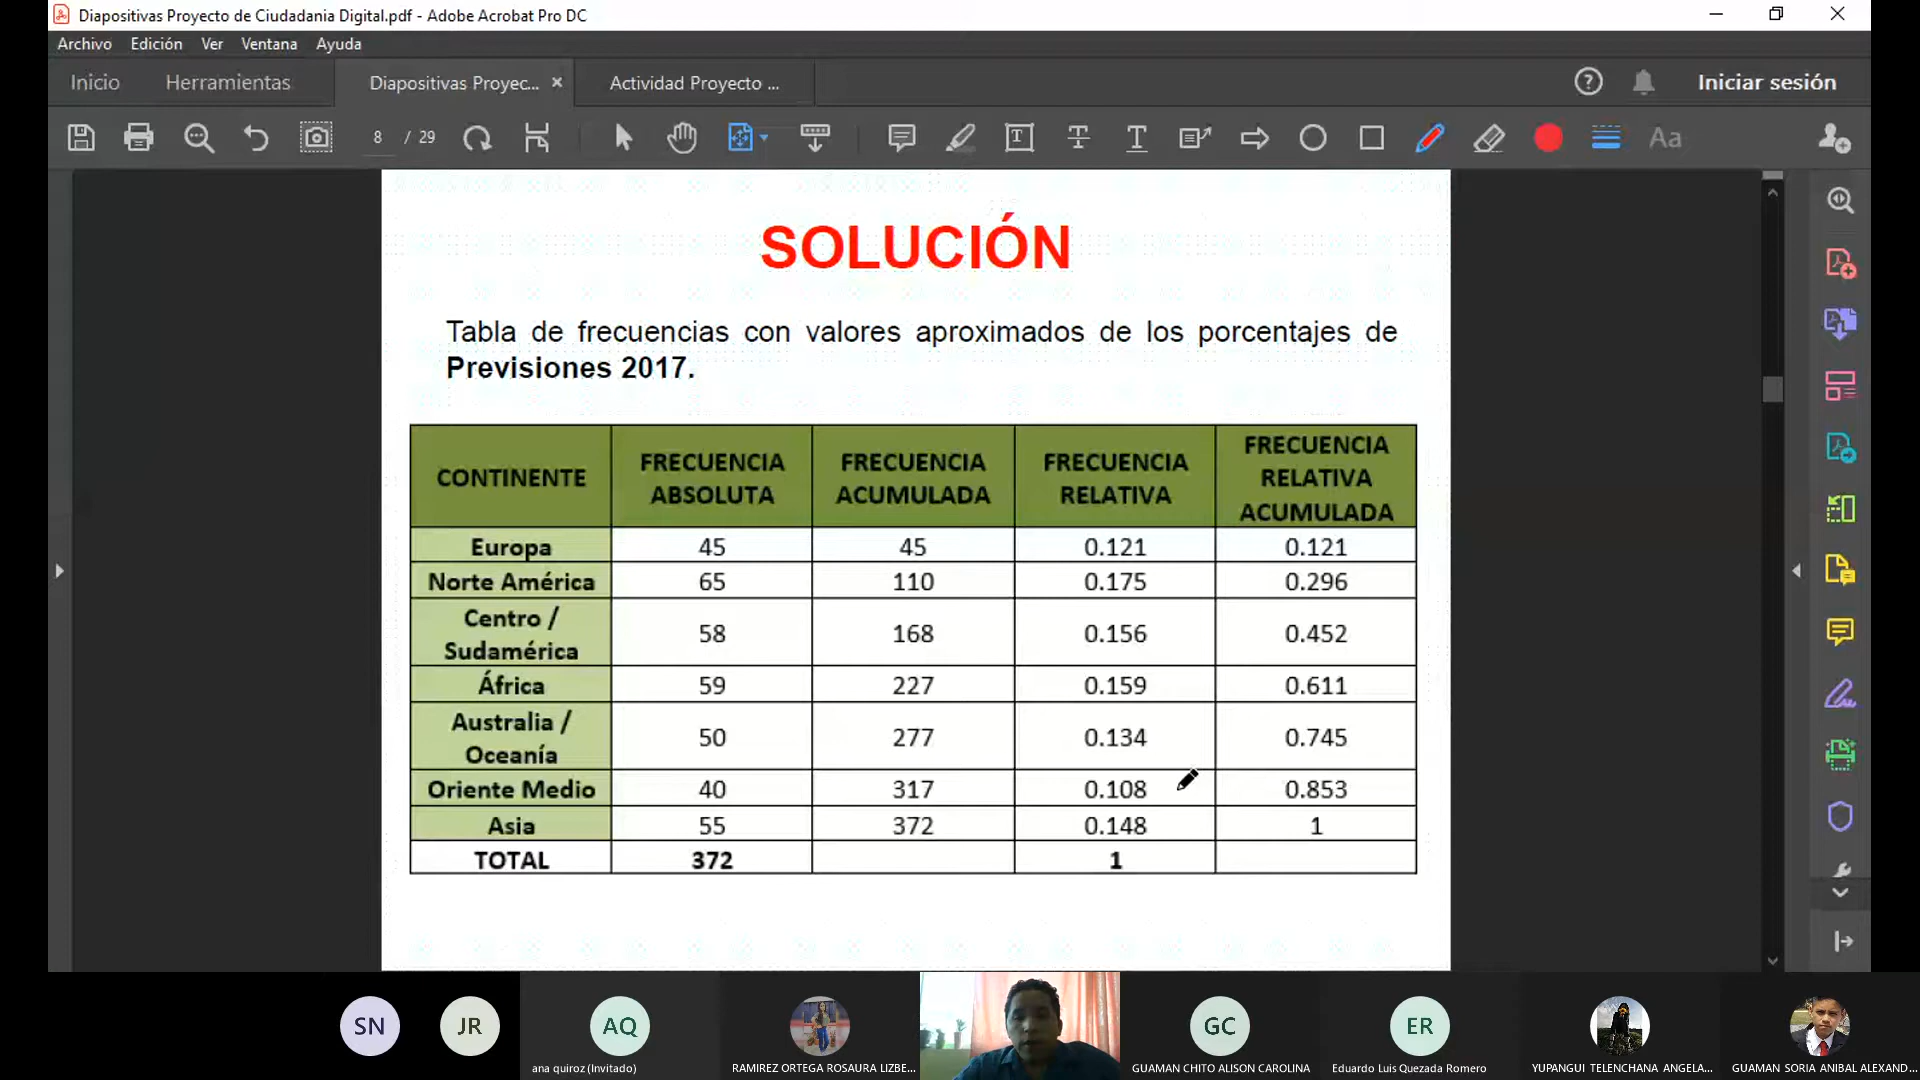 Diapositivas Proyecto de Ciudadania Digital.pdf - Adobe Acrobat Pro DC
Archivo Edición Ver Ventana Ayuda
Inicio Herramientas Diapositivas Proyec... × Actividad Proyecto ... Iniciar sesión
8 / 29 Aa
SOLUCIÓN
Tabla de frecuencias con valores aproximados de los porcentajes de
Previsiones 2017.
CONTINENTE FRECUENCIA ABSOLUTA FRECUENCIA ACUMULADA FRECUENCIA RELATIVA FRECUENCIA RELATIVA ACUMULADA
Europa 45 45 0.121 0.121
Norte América 65 110 0.175 0.296
Centro / Sudamérica 58 168 0.156 0.452
África 59 227 0.159 0.611
Australia / Oceanía 50 277 0.134 0.745
Oriente Medio 40 317 0.108 0.853
Asia 55 372 0.148 1
TOTAL 372 1
SN JR AQ GC ER
ana quiroz (Invitado) RAMIREZ ORTEGA ROSAURA LIZBE... GUAMAN CHITO ALISON CAROLINA Eduardo Luis Quezada Romero YUPANGUI TELENCHANA ANGELA... GUAMAN SORIA ANIBAL ALEXAND...